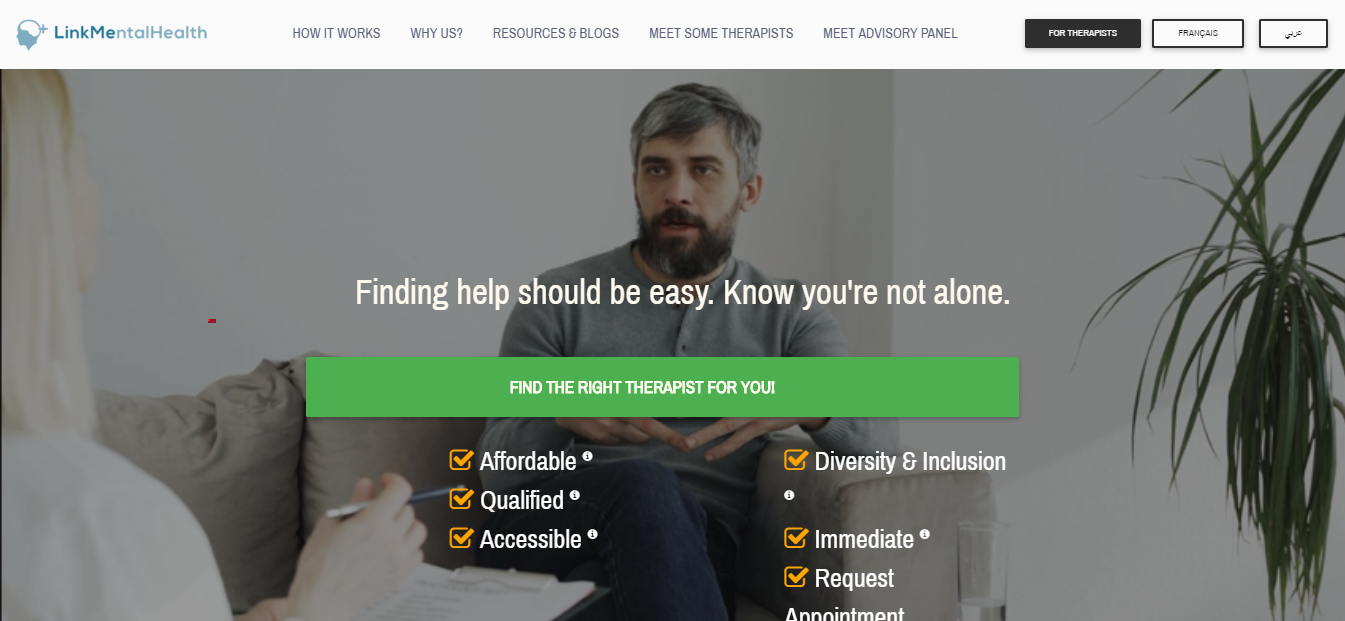 LinkMentalHealth
HOW IT WORKS
WHY US?
RESOURCES & BLOGS
MEET SOME THERAPISTS
MEET ADVISORY PANEL
FOR THERAPISTS
FRANÇAIS
عربي
Finding help should be easy. Know you're not alone.
FIND THE RIGHT THERAPIST FOR YOU!
Affordable
Qualified
Accessible
Diversity & Inclusion
Immediate
Request
Appointment